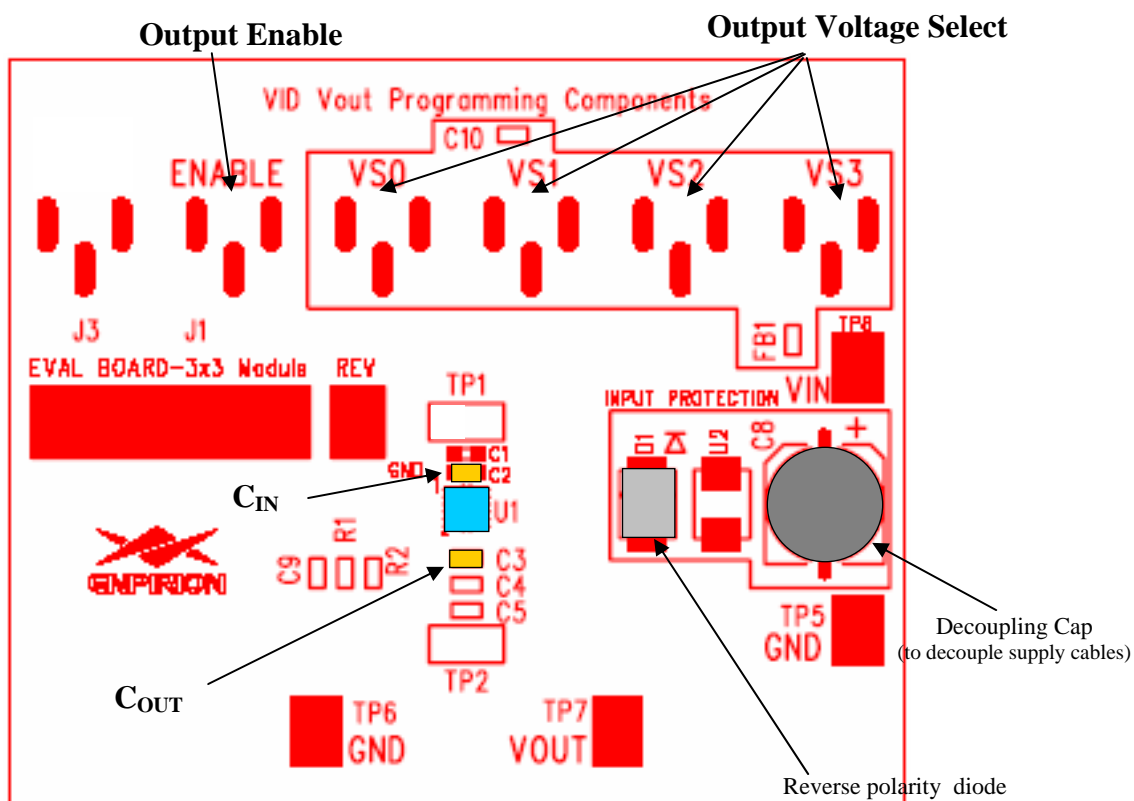 Output Enable
Output Voltage Select
VID Vout Programming Components
C10
ENABLE
VS0
VS1
VS2
VS3
J3
J1
FB1
TP8
VIN
EVAL BOARD-3x3 Module
REV
TP1
INPUT PROTECTION
C1
C2
GND
U1
D1
U2
C8
+
C_IN
C9
R1
R2
C3
C4
C5
ENPIRION
TP2
TP5
GND
Decoupling Cap
(to decouple supply cables)
C_OUT
TP6
GND
TP7
VOUT
Reverse polarity diode